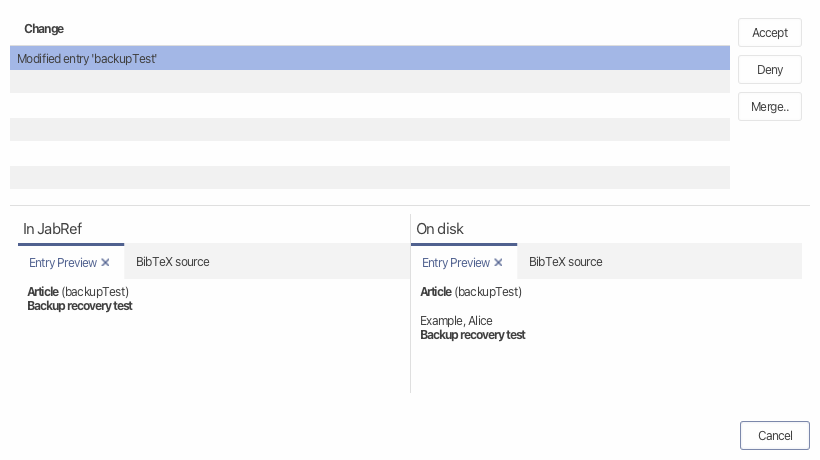 Change
Modified entry 'backupTest'
Accept
Deny
Merge..
In JabRef
Entry Preview ✕ BibTeX source
Article (backupTest)
Backup recovery test
On disk
Entry Preview ✕ BibTeX source
Article (backupTest)
Example, Alice
Backup recovery test
Cancel